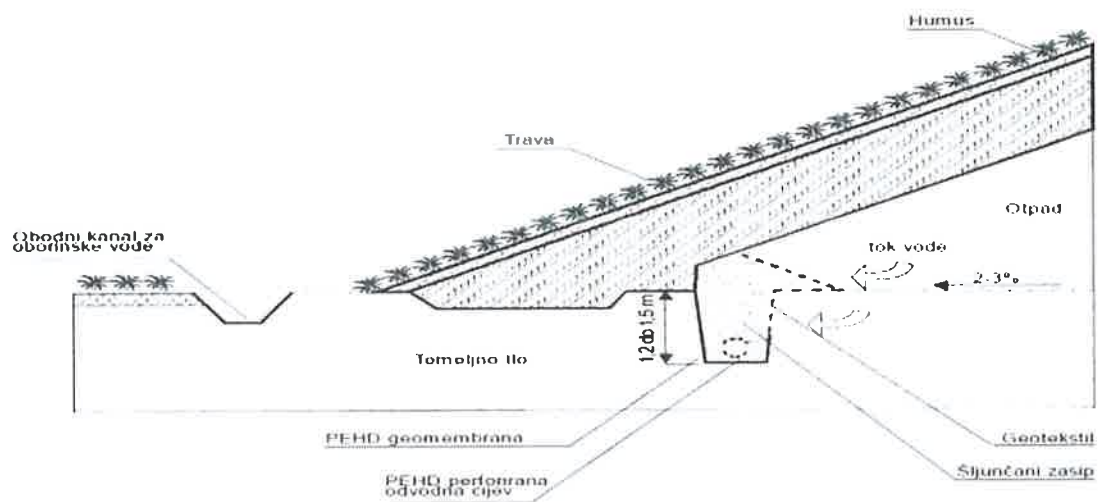 Humus
Trava
Otpad
Obodni kanal za
oborinske vode
tok vode
2-3%
1,2 do 1,5 m
Temeljno tlo
PEHD geomembrana
Geotekstil
PEHD perforirana
odvodna cijev
Šljunčani zasip